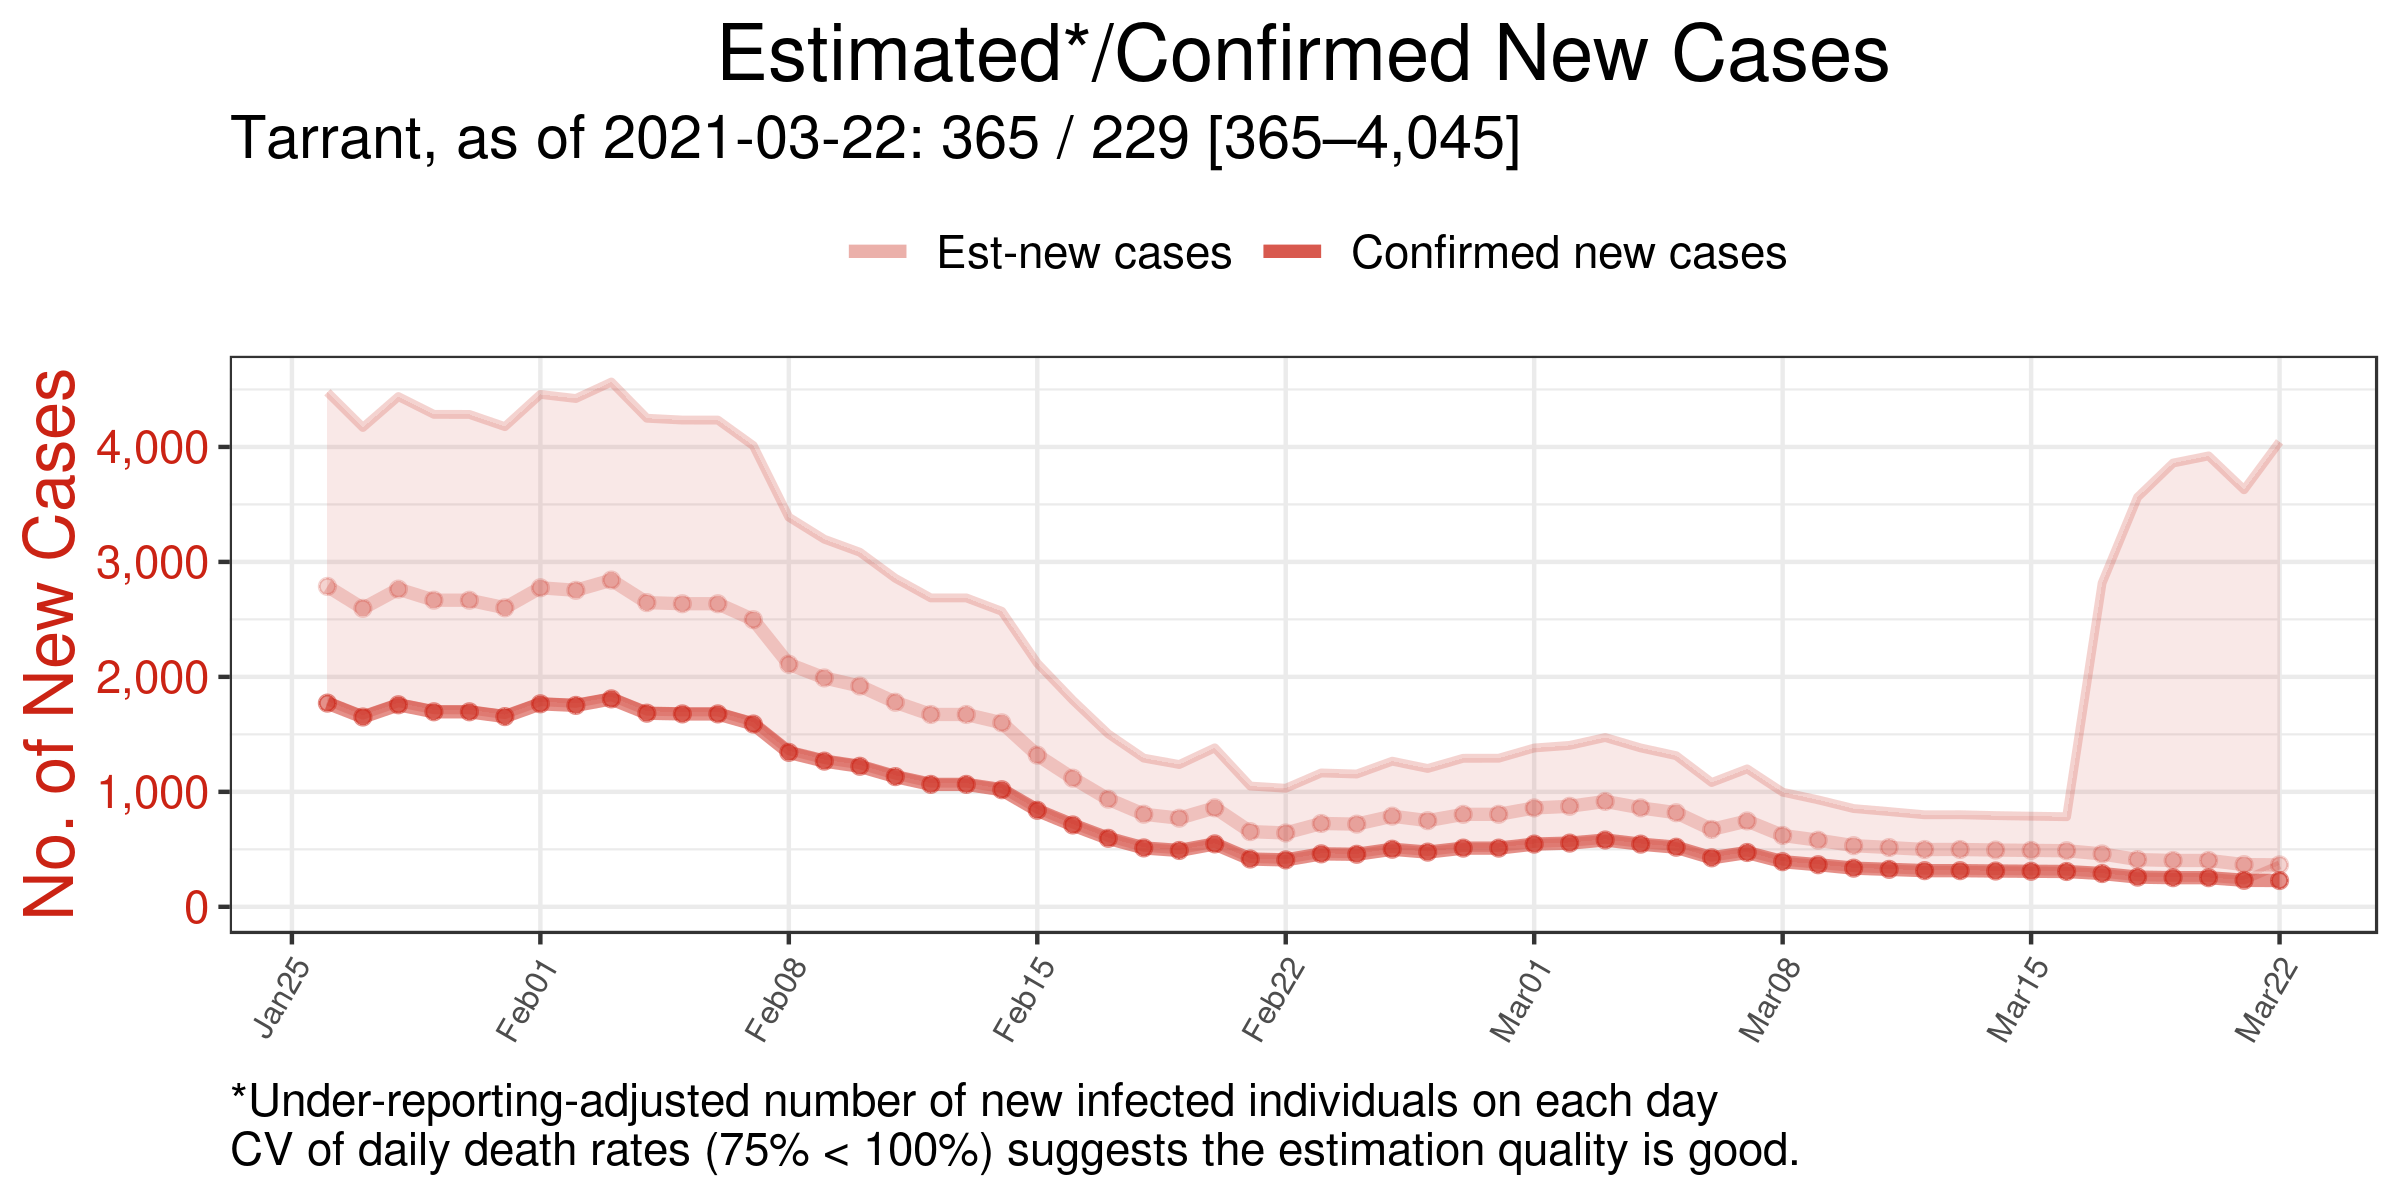 Estimated*/Confirmed New Cases
Tarrant, as of 2021-03-22: 365 / 229 [365–4,045]
Est-new cases Confirmed new cases
No. of New Cases
4,000
3,000
2,000
1,000
0
Jan25 Feb01 Feb08 Feb15 Feb22 Mar01 Mar08 Mar15 Mar22
*Under-reporting-adjusted number of new infected individuals on each day
CV of daily death rates (75% < 100%) suggests the estimation quality is good.